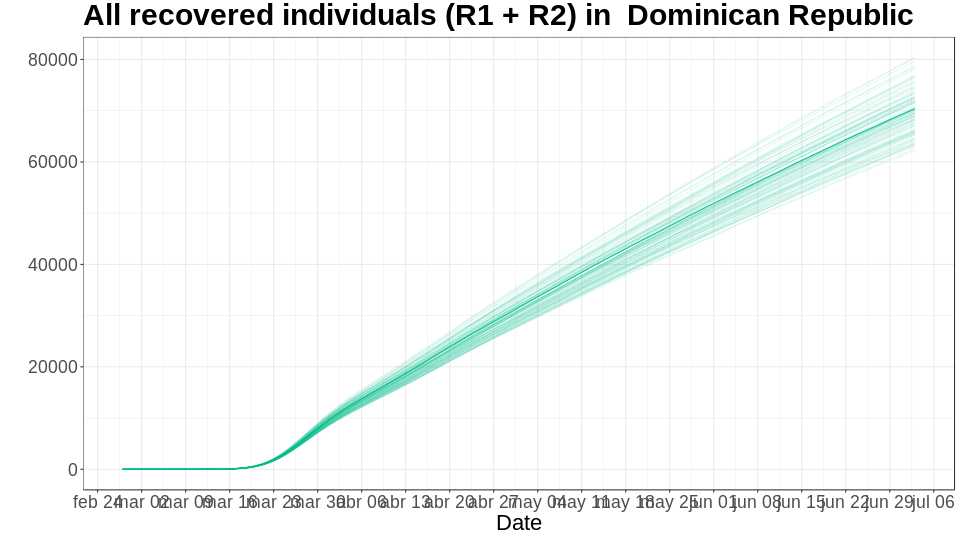 All recovered individuals (R1 + R2) in  Dominican Republic
80000
60000
40000
20000
0
feb 24 mar 02 mar 09 mar 16 mar 23 mar 30 abr 06 abr 13 abr 20 abr 27 may 04 may 11 may 18 may 25 jun 01 jun 08 jun 15 jun 22 jun 29 jul 06
Date